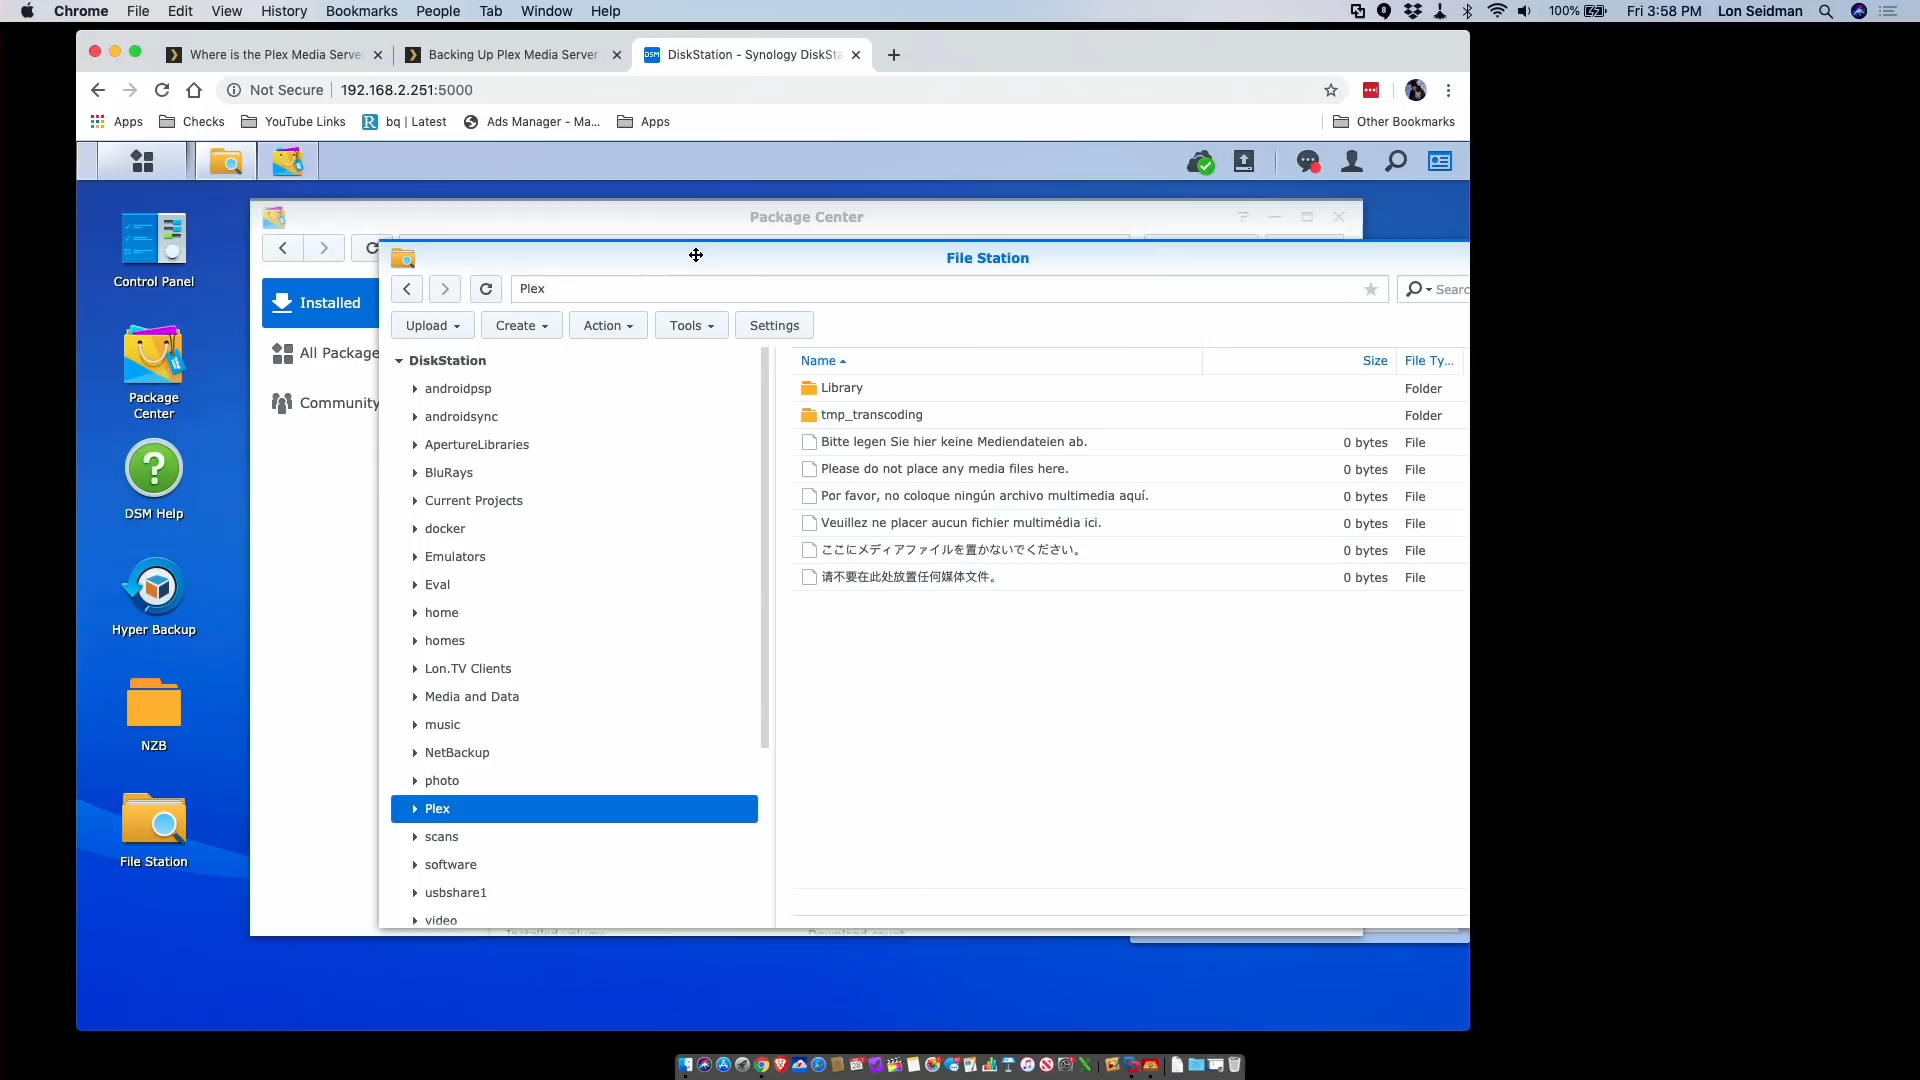 Chrome File Edit View History Bookmarks People Tab Window Help
100% Fri 3:58 PM Lon Seidman
Where is the Plex Media Serve
Backing Up Plex Media Server
DSM DiskStation - Synology DiskSta
Not Secure 192.168.2.251:5000
Apps Checks YouTube Links bq | Latest Ads Manager - Ma... Apps Other Bookmarks
Control Panel
Package
Center
DSM Help
Hyper Backup
NZB
File Station
Package Center
Installed
All Package
Community
File Station
Plex
Searc
Upload Create Action Tools Settings
DiskStation
androidpsp
androidsync
ApertureLibraries
BluRays
Current Projects
docker
Emulators
Eval
home
homes
Lon.TV Clients
Media and Data
music
NetBackup
photo
Plex
scans
software
usbshare1
video
Name Size File Ty...
Library Folder
tmp_transcoding Folder
Bitte legen Sie hier keine Mediendateien ab. 0 bytes File
Please do not place any media files here. 0 bytes File
Por favor, no coloque ningún archivo multimedia aquí. 0 bytes File
Veuillez ne placer aucun fichier multimédia ici. 0 bytes File
ここにメディアファイルを置かないでください。 0 bytes File
请不要在此处放置任何媒体文件。 0 bytes File